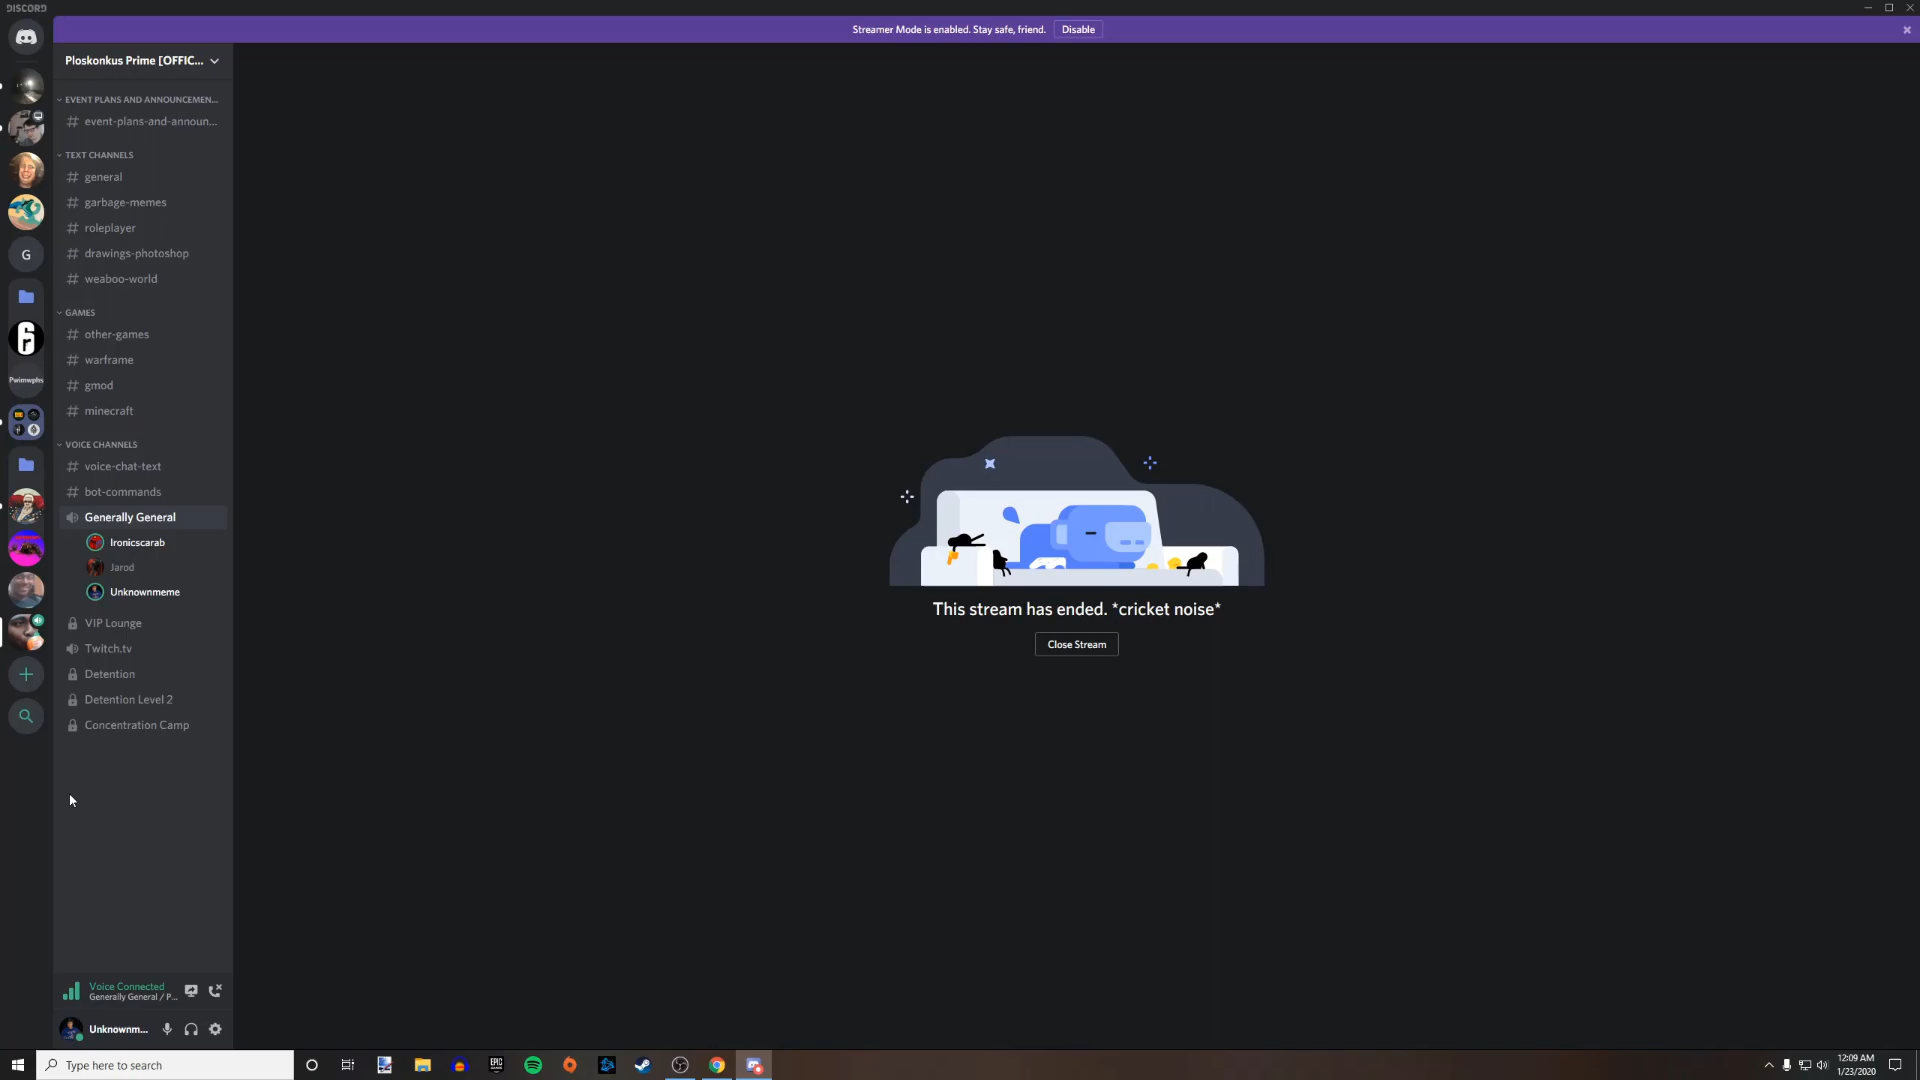 DISCORD
Streamer Mode is enabled. Stay safe, friend.
Disable
Ploskonkus Prime [OFFIC...
EVENT PLANS AND ANNOUNCEMEN...
event-plans-and-announ...
TEXT CHANNELS
general
garbage-memes
roleplayer
drawings-photoshop
weaboo-world
G
GAMES
other-games
warframe
gmod
minecraft
Pwimwphs
VOICE CHANNELS
voice-chat-text
bot-commands
Generally General
Ironicscarab
Jarod
Unknownmeme
VIP Lounge
Twitch.tv
Detention
Detention Level 2
Concentration Camp
This stream has ended. *cricket noise*
Close Stream
Voice Connected
Generally General / P...
Unknownm...
Type here to search
EPIC
GAMES
12:09 AM
1/23/2020